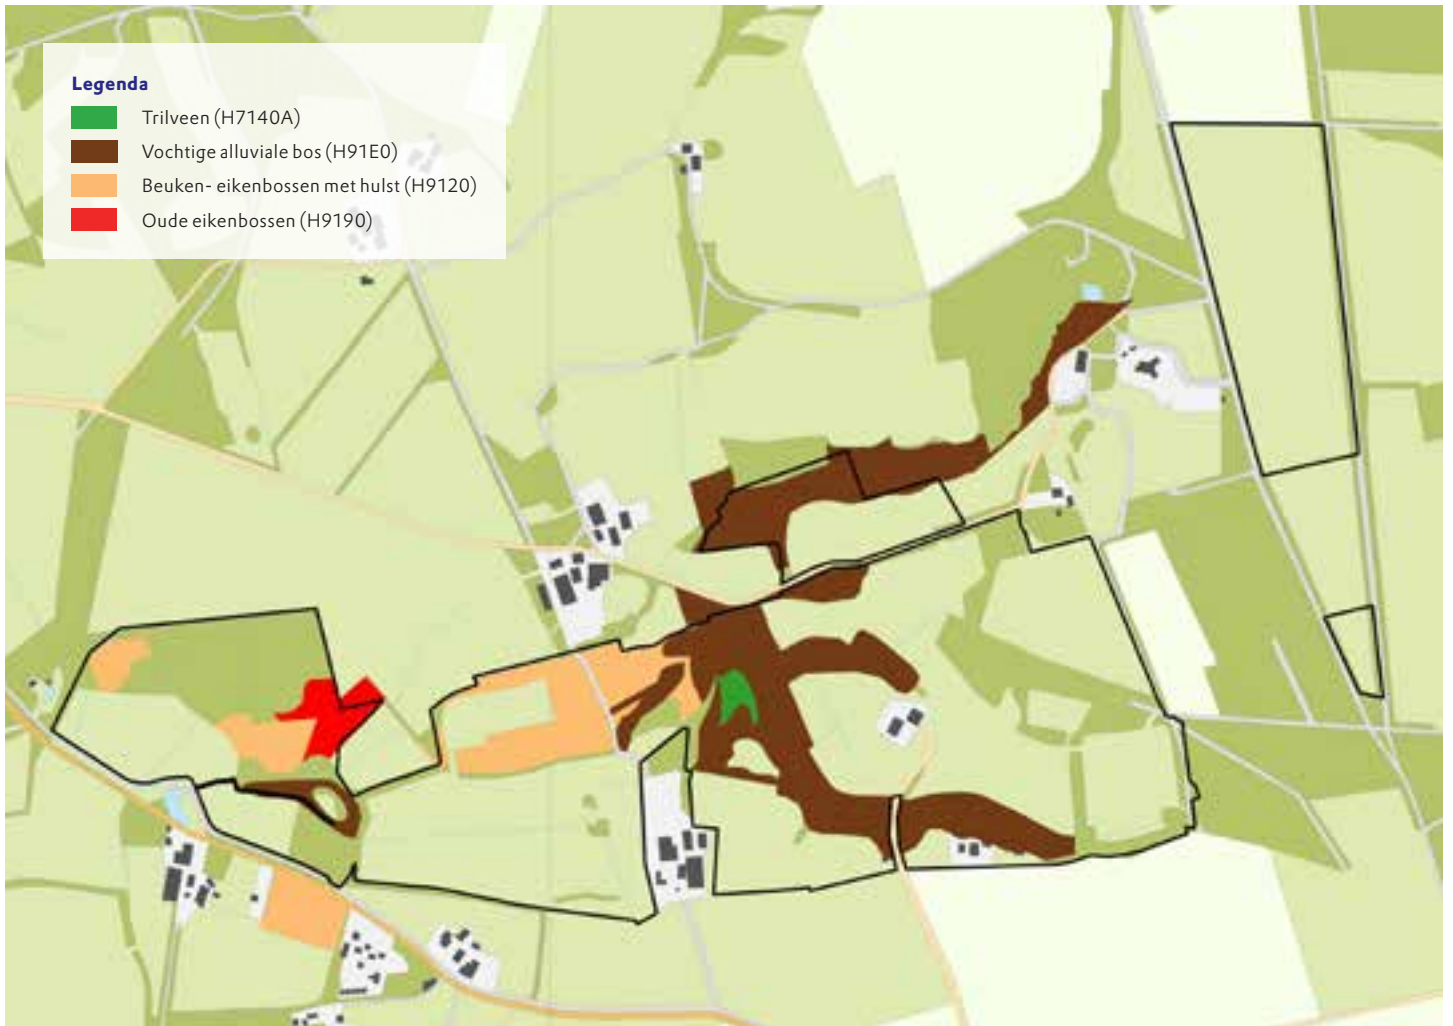 Legenda
Trilveen (H7140A)
Vochtige alluviale bos (H91E0)
Beuken- eikenbossen met hulst (H9120)
Oude eikenbossen (H9190)